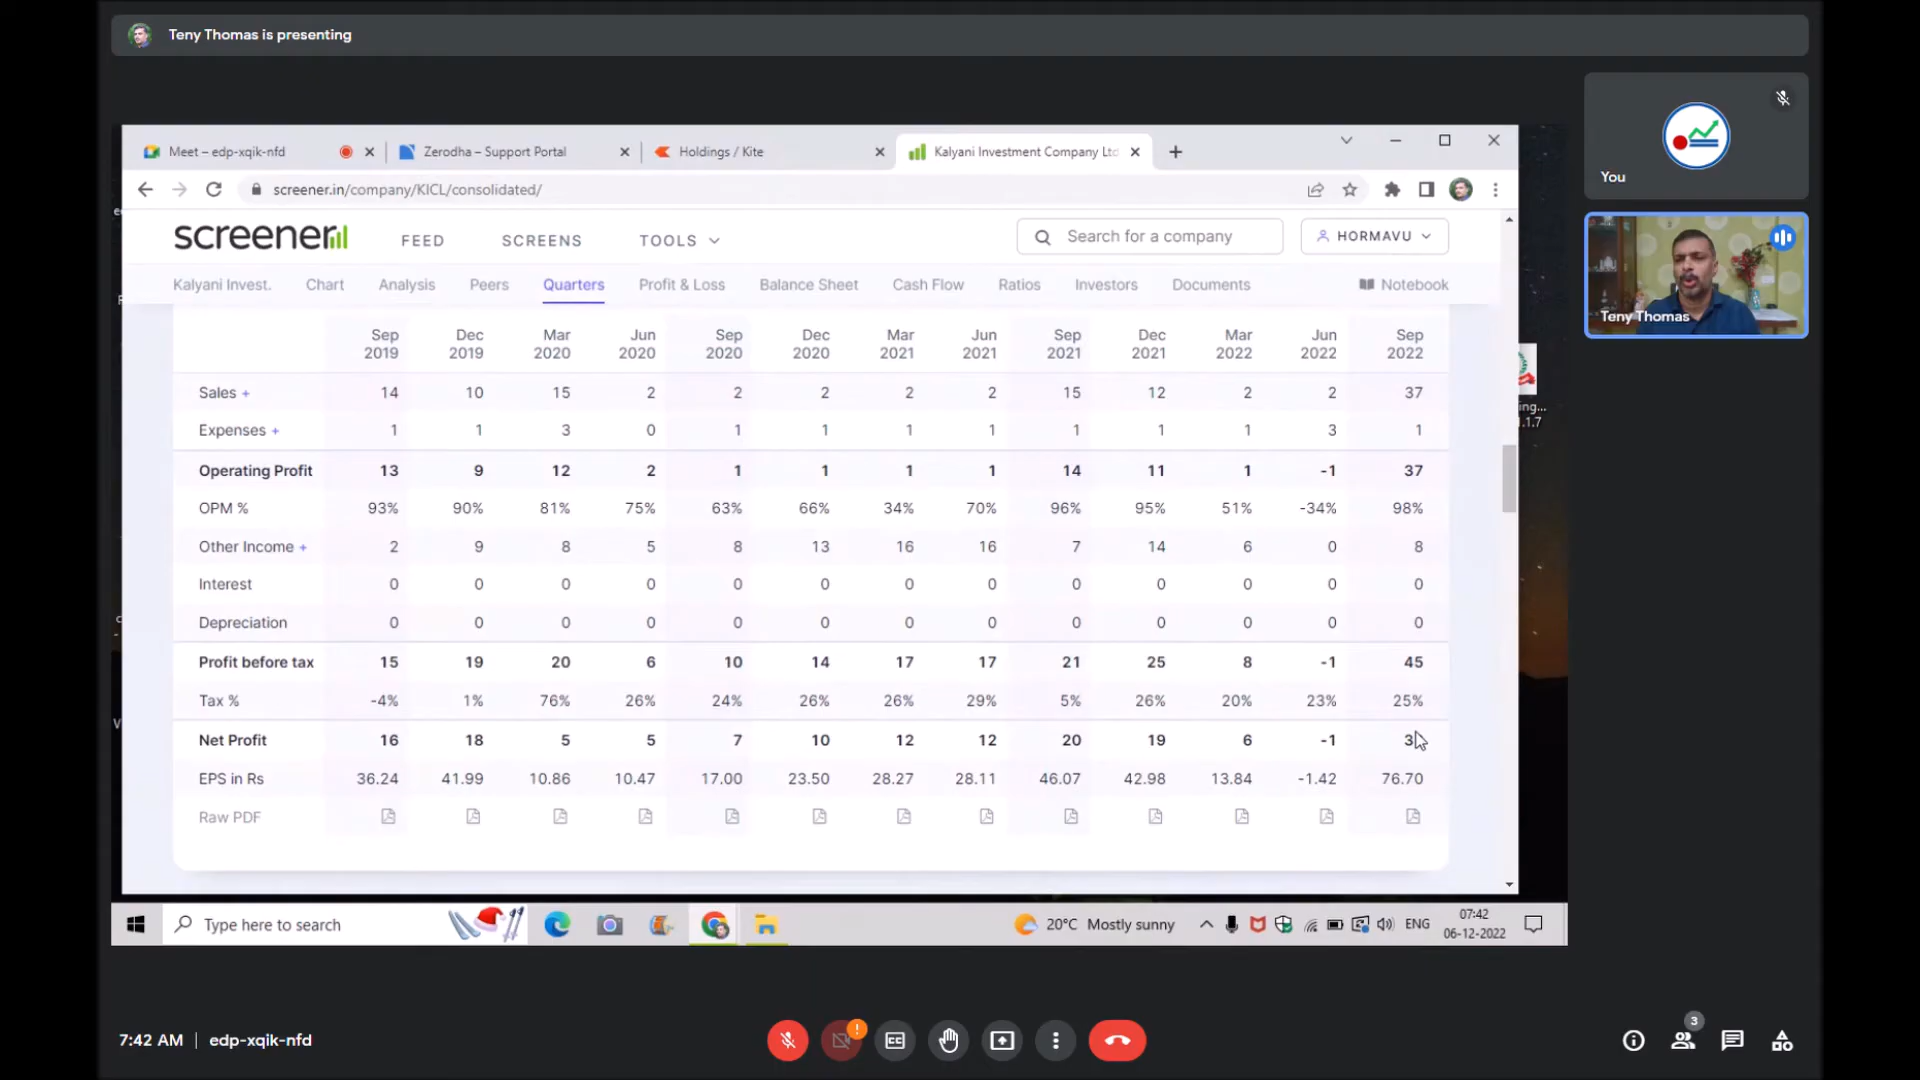 Teny Thomas is presenting
Meet – edp-xqik-nfd
Zerodha – Support Portal
Holdings / Kite
Kalyani Investment Company Ltd
screener.in/company/KICL/consolidated/
screener
FEED SCREENS TOOLS
Search for a company
HORMAVU
Kalyani Invest. Chart Analysis Peers Quarters Profit & Loss Balance Sheet Cash Flow Ratios Investors Documents Notebook
Sep 2019 Dec 2019 Mar 2020 Jun 2020 Sep 2020 Dec 2020 Mar 2021 Jun 2021 Sep 2021 Dec 2021 Mar 2022 Jun 2022 Sep 2022
Sales + 14 10 15 2 2 2 2 2 15 12 2 2 37
Expenses + 1 1 3 0 1 1 1 1 1 1 1 3 1
Operating Profit 13 9 12 2 1 1 1 1 14 11 1 -1 37
OPM % 93% 90% 81% 75% 63% 66% 34% 70% 96% 95% 51% -34% 98%
Other Income + 2 9 8 5 8 13 16 16 7 14 6 0 8
Interest 0 0 0 0 0 0 0 0 0 0 0 0 0
Depreciation 0 0 0 0 0 0 0 0 0 0 0 0 0
Profit before tax 15 19 20 6 10 14 17 17 21 25 8 -1 45
Tax % -4% 1% 76% 26% 24% 26% 26% 29% 5% 26% 20% 23% 25%
Net Profit 16 18 5 5 7 10 12 12 20 19 6 -1
EPS in Rs 36.24 41.99 10.86 10.47 17.00 23.50 28.27 28.11 46.07 42.98 13.84 -1.42 76.70
Raw PDF
ing...
.1.7
You
Teny Thomas
Type here to search
20°C Mostly sunny
ENG
07:42
06-12-2022
7:42 AM | edp-xqik-nfd
CC
3